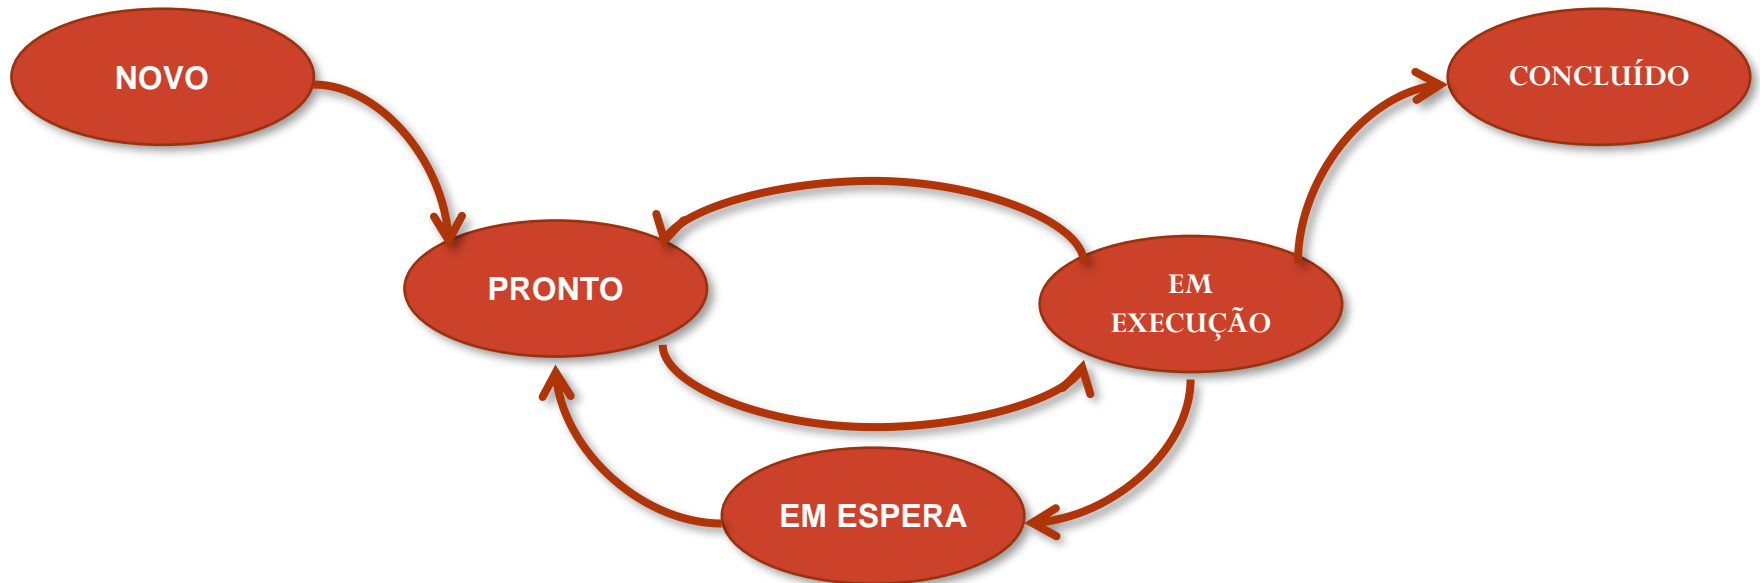 NOVO
CONCLUÍDO
PRONTO
EM
EXECUÇÃO
EM ESPERA